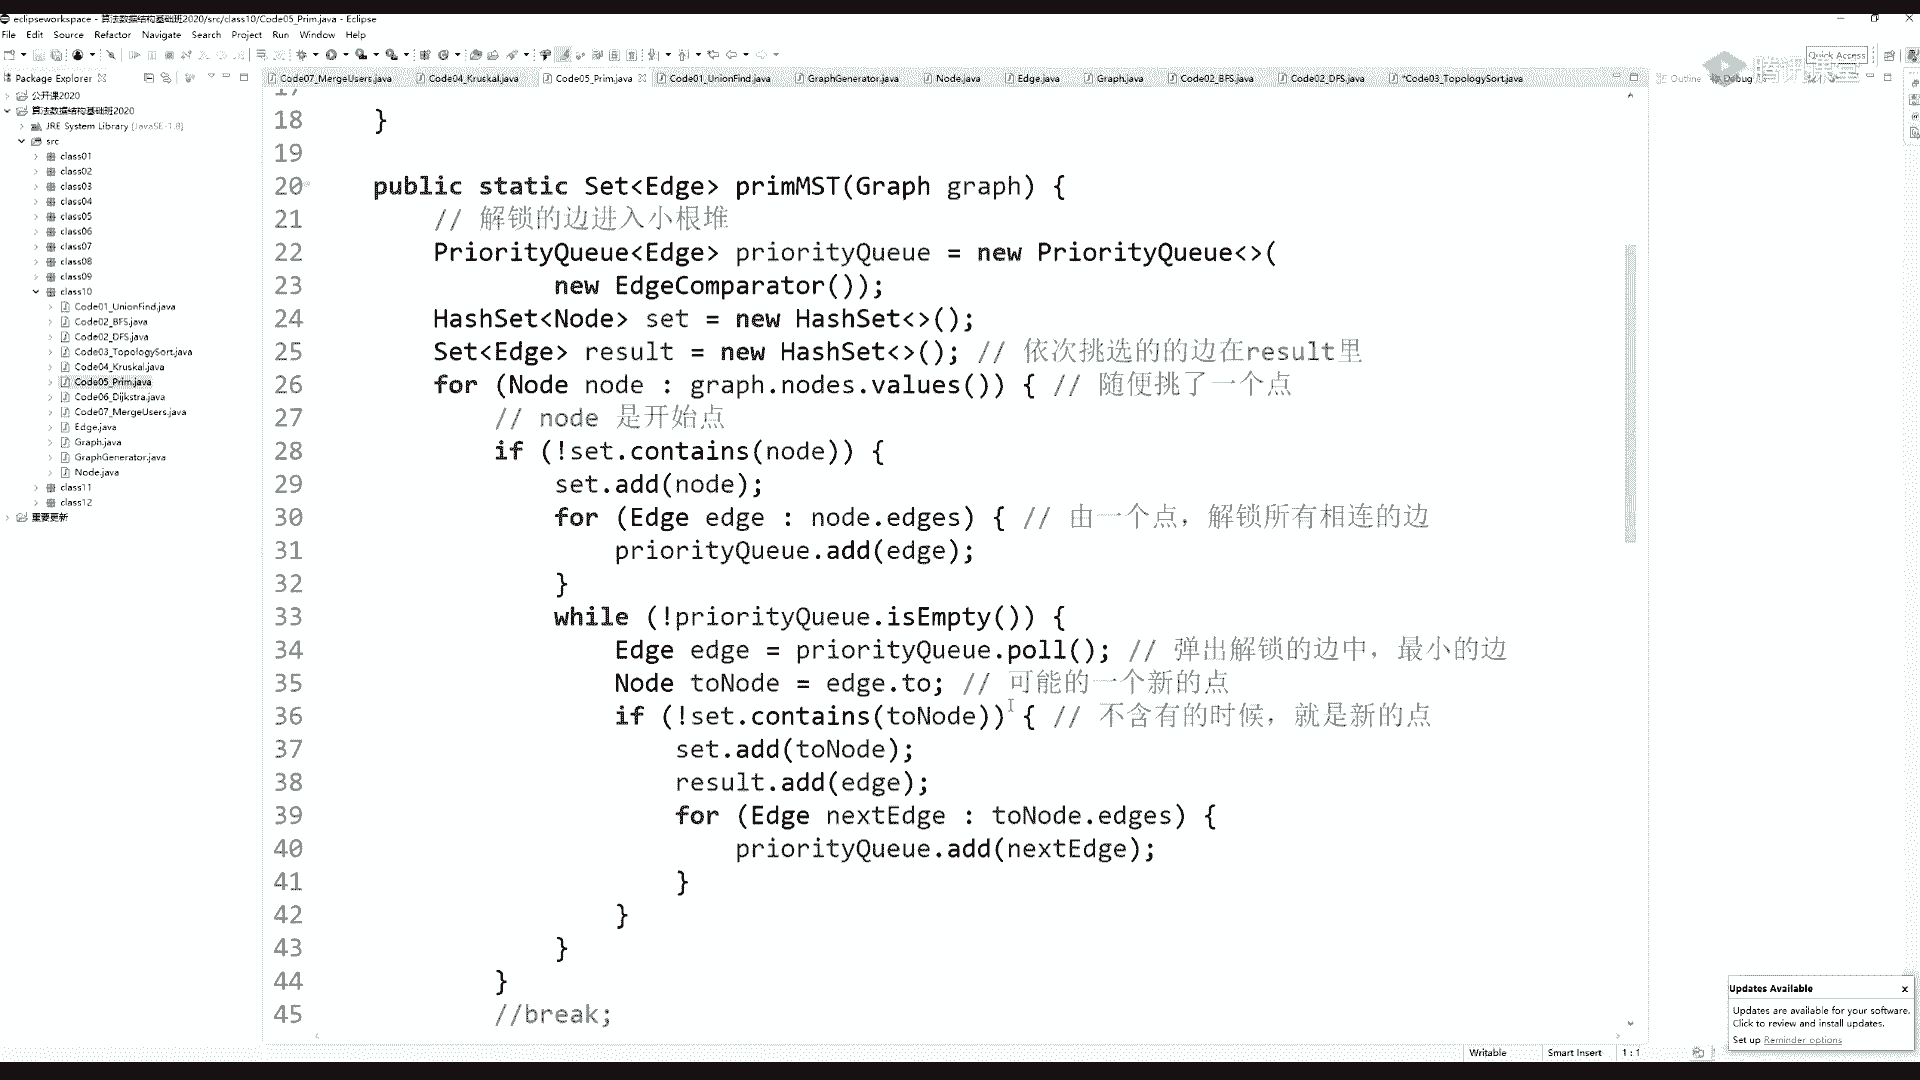 eclipseworkspace - 算法数据结构基础班2020/src/class10/Code05_Prim.java - Eclipse
File Edit Source Refactor Navigate Search Project Run Window Help
Quick Access
腾讯课堂
Package Explorer
Code07_MergeUsers.java Code04_Kruskal.java Code05_Prim.java Code01_UnionFind.java GraphGenerator.java Node.java Edge.java Graph.java Code02_BFS.java Code02_DFS.java *Code03_TopologySort.java
Outline Debug
公开课2020
算法数据结构基础班2020
JRE System Library [JavaSE-1.8]
src
class01
class02
class03
class04
class05
class06
class07
class08
class09
class10
Code01_UnionFind.java
Code02_BFS.java
Code02_DFS.java
Code03_TopologySort.java
Code04_Kruskal.java
Code05_Prim.java
Code06_Dijkstra.java
Code07_MergeUsers.java
Edge.java
Graph.java
GraphGenerator.java
Node.java
class11
class12
重要更新
17
18 }
19
20 public static Set<Edge> primMST(Graph graph) {
21 // 解锁的边进入小根堆
22 PriorityQueue<Edge> priorityQueue = new PriorityQueue<>(
23 new EdgeComparator());
24 HashSet<Node> set = new HashSet<>();
25 Set<Edge> result = new HashSet<>(); // 依次挑选的的边在result里
26 for (Node node : graph.nodes.values()) { // 随便挑了一个点
27 // node 是开始点
28 if (!set.contains(node)) {
29 set.add(node);
30 for (Edge edge : node.edges) { // 由一个点，解锁所有相连的边
31 priorityQueue.add(edge);
32 }
33 while (!priorityQueue.isEmpty()) {
34 Edge edge = priorityQueue.poll(); // 弹出解锁的边中，最小的边
35 Node toNode = edge.to; // 可能的一个新的点
36 if (!set.contains(toNode)) { // 不含有的时候，就是新的点
37 set.add(toNode);
38 result.add(edge);
39 for (Edge nextEdge : toNode.edges) {
40 priorityQueue.add(nextEdge);
41 }
42 }
43 }
44 }
45 //break;
Updates Available x
Updates are available for your software.
Click to review and install updates.
Set up Reminder options
Writable Smart Insert 1 : 1